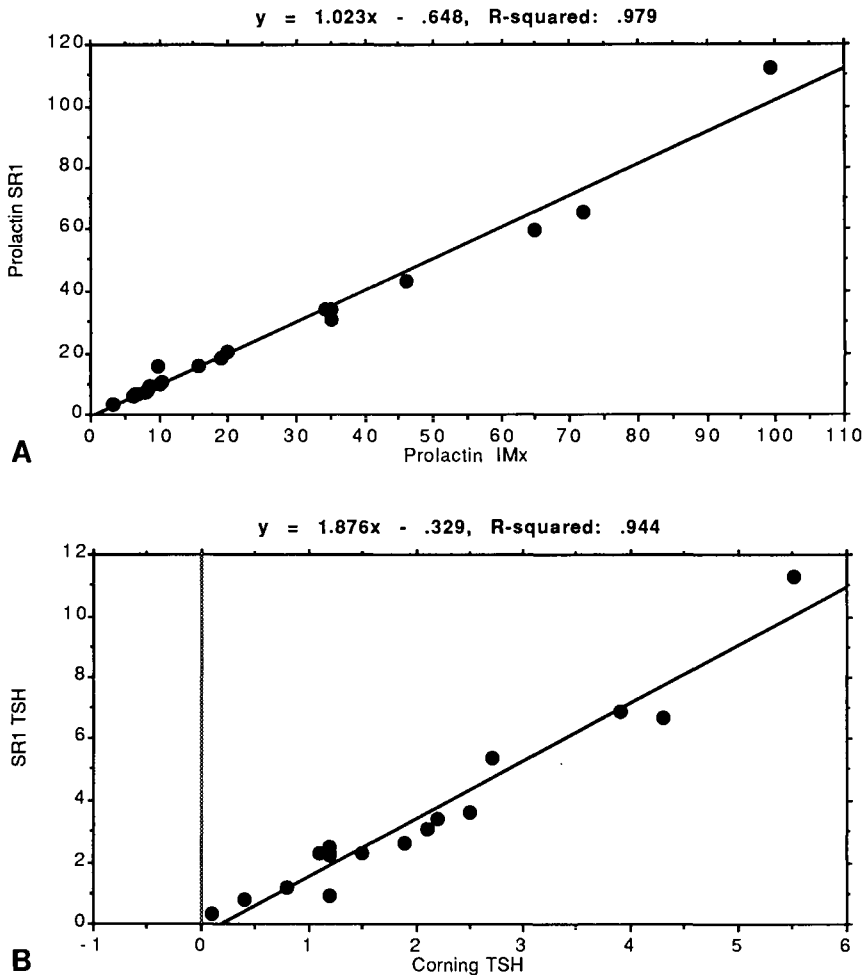 y = 1.023x - .648, R-squared: .979
120
100
80
60
40
20
0
Prolactin SR1
0 10 20 30 40 50 60 70 80 90 100 110
Prolactin IMx
A
y = 1.876x - .329, R-squared: .944
12
10
8
6
4
2
0
SR1 TSH
-1 0 1 2 3 4 5 6
Corning TSH
B